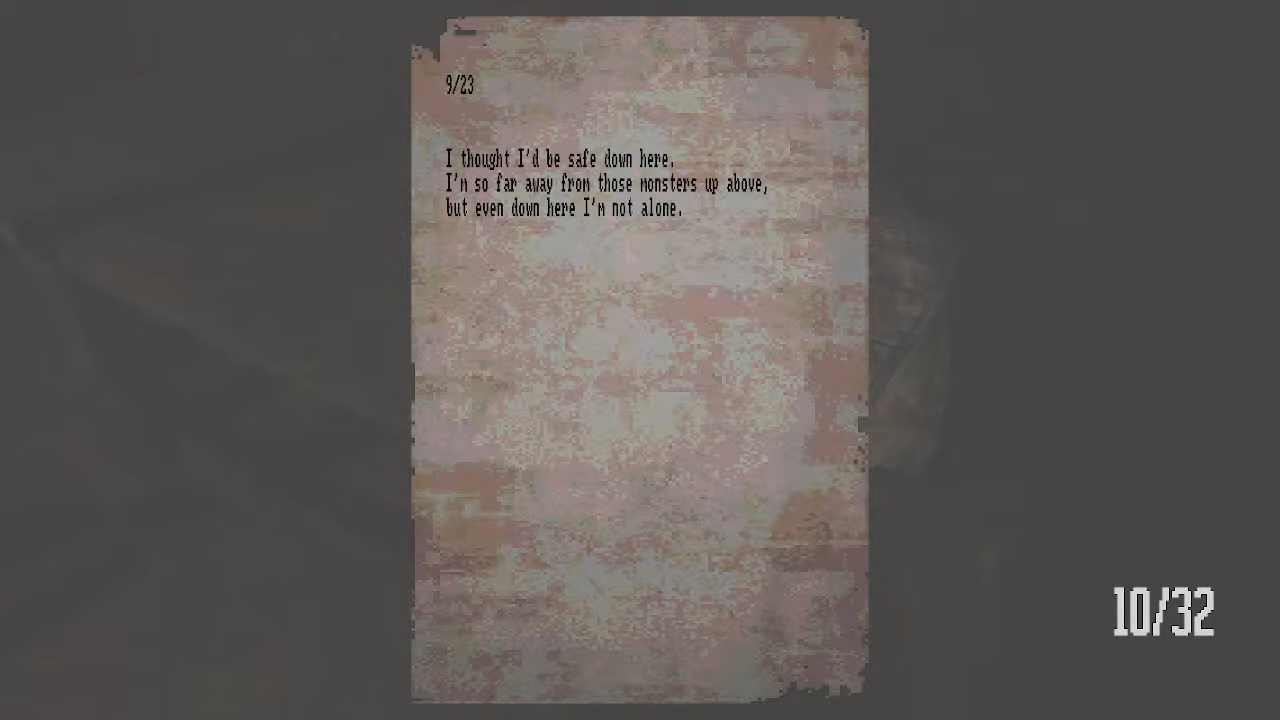 9/23
I thought I'd be safe down here.
I'm so far away from those monsters up above,
but even down here I'm not alone.
10/32